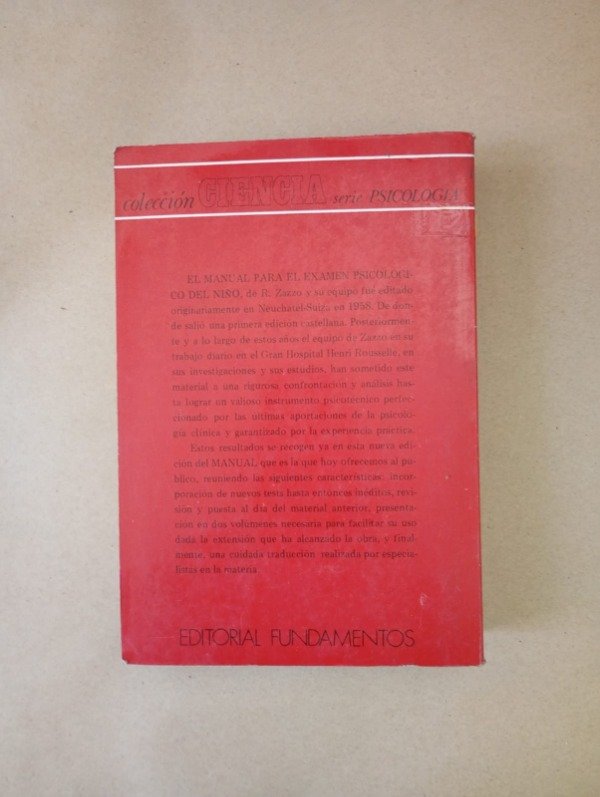 colección CIENCIA serie PSICOLOGIA
EL MANUAL PARA EL EXAMEN PSICOLOGI-
CO DEL NIÑO, de R. Zazzo y su equipo fue editado
originariamente en Neuchatel-Suiza en 1958. De don-
de salió una primera edición castellana. Posteriormen-
te y a lo largo de estos años el equipo de Zazzo en su
trabajo diario en el Gran Hospital Henri Rousselle, en
sus investigaciones y sus estudios, han sometido este
material a una rigurosa confrontación y análisis has-
ta lograr un valioso instrumento psicotécnico perfec-
cionado por las últimas aportaciones de la psicolo-
gía clínica y garantizado por la experiencia práctica.
Estos resultados se recogen ya en esta nueva edi-
ción del MANUAL que es la que hoy ofrecemos al pú-
blico, reuniendo las siguientes características: incor-
poración de nuevos tests hasta entonces inéditos, revi-
sión y puesta al día del material anterior, presenta-
ción en dos volúmenes necesaria para facilitar su uso
dada la extensión que ha alcanzado la obra, y final-
mente, una cuidada traducción realizada por especia-
listas en la materia.
EDITORIAL FUNDAMENTOS